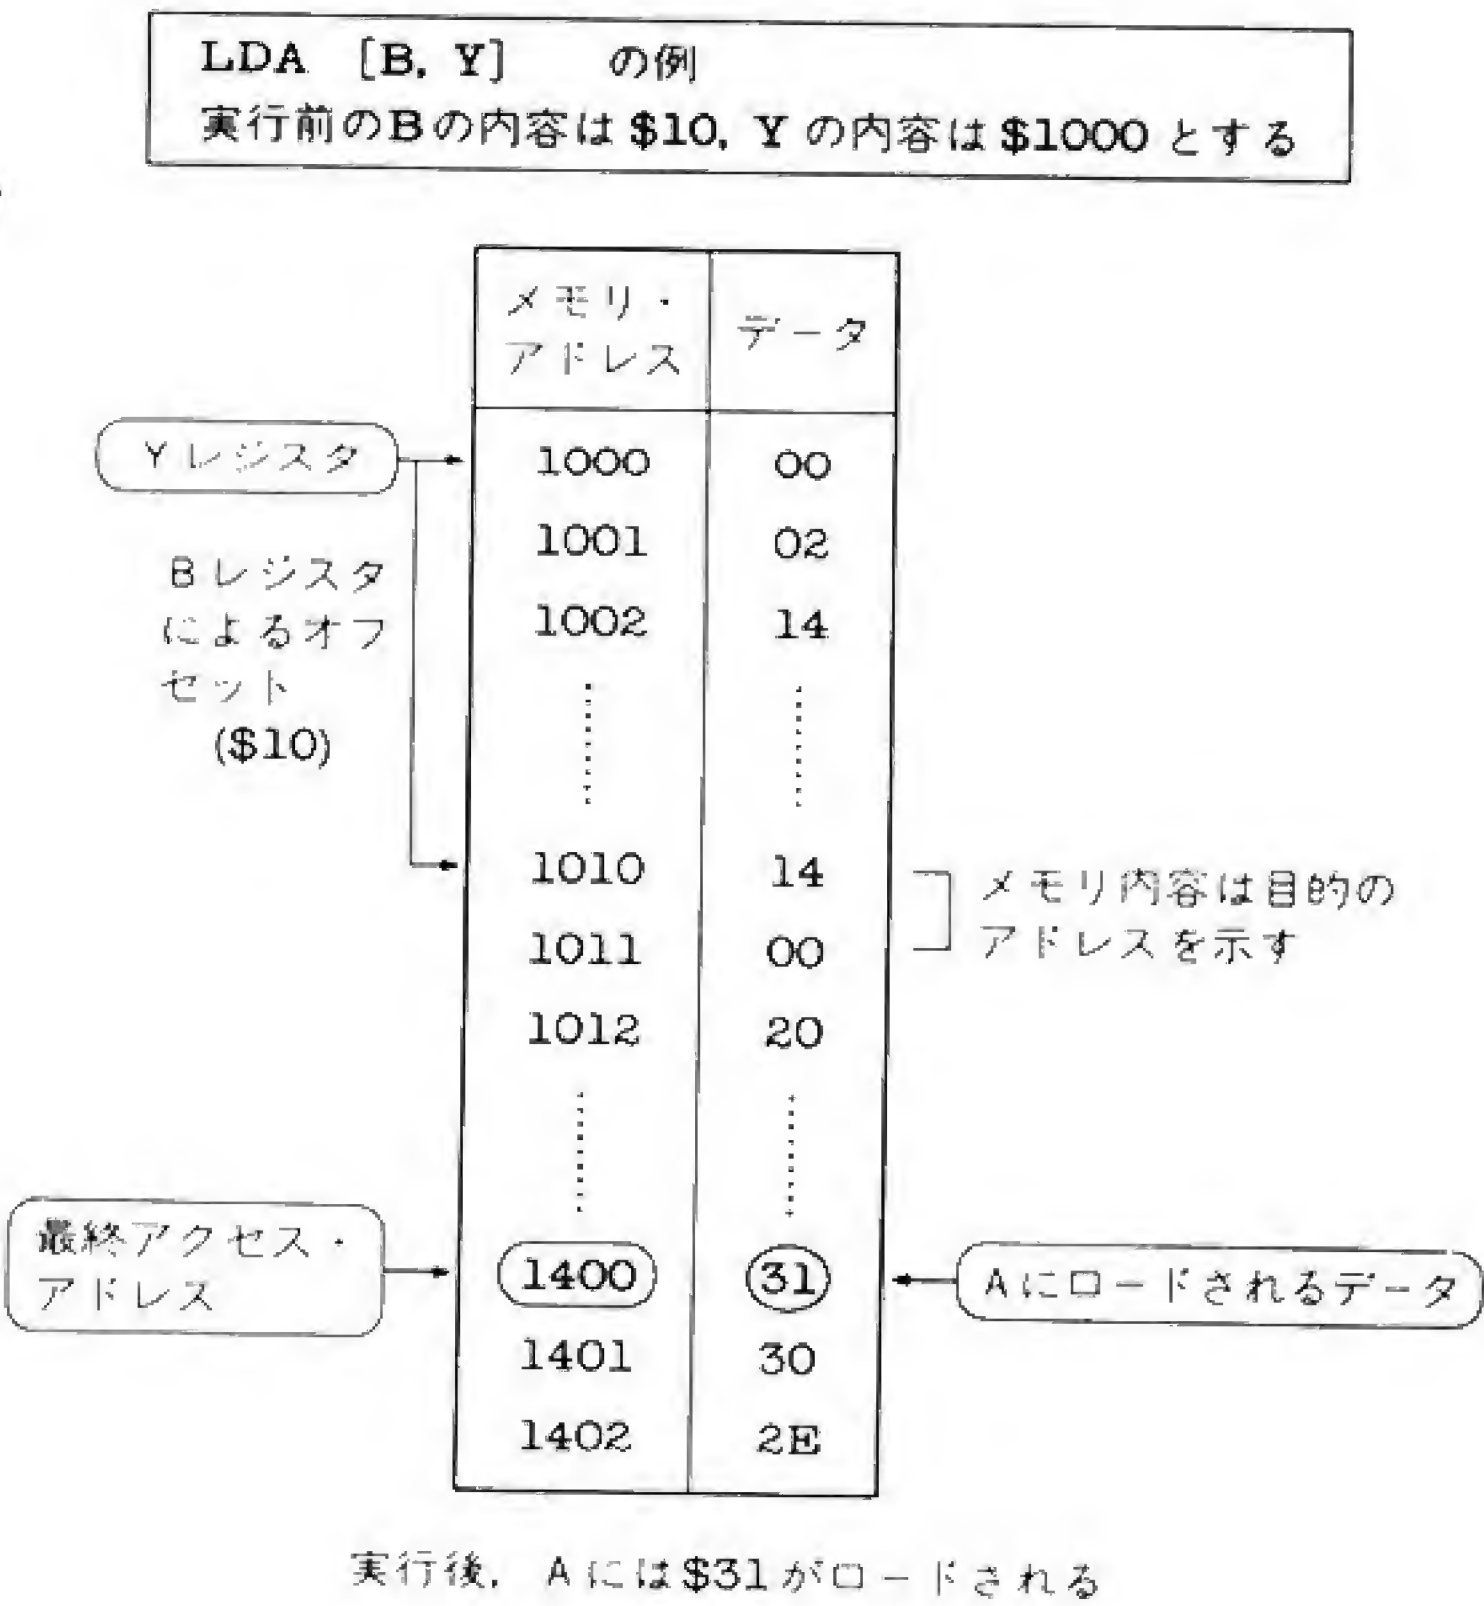 LDA [B, Y] の例
実行前のBの内容は$10, Yの内容は$1000とする
メモリ・
アドレス
データ
Yレジスタ
1000 00
1001 02
Bレジスタ
によるオフ
セット
($10)
1002 14
1010 14
メモリ内容は目的の
アドレスを示す
1011 00
1012 20
最終アクセス・
アドレス
1400 31
Aにロードされるデータ
1401 30
1402 2E
実行後, Aには$31がロードされる